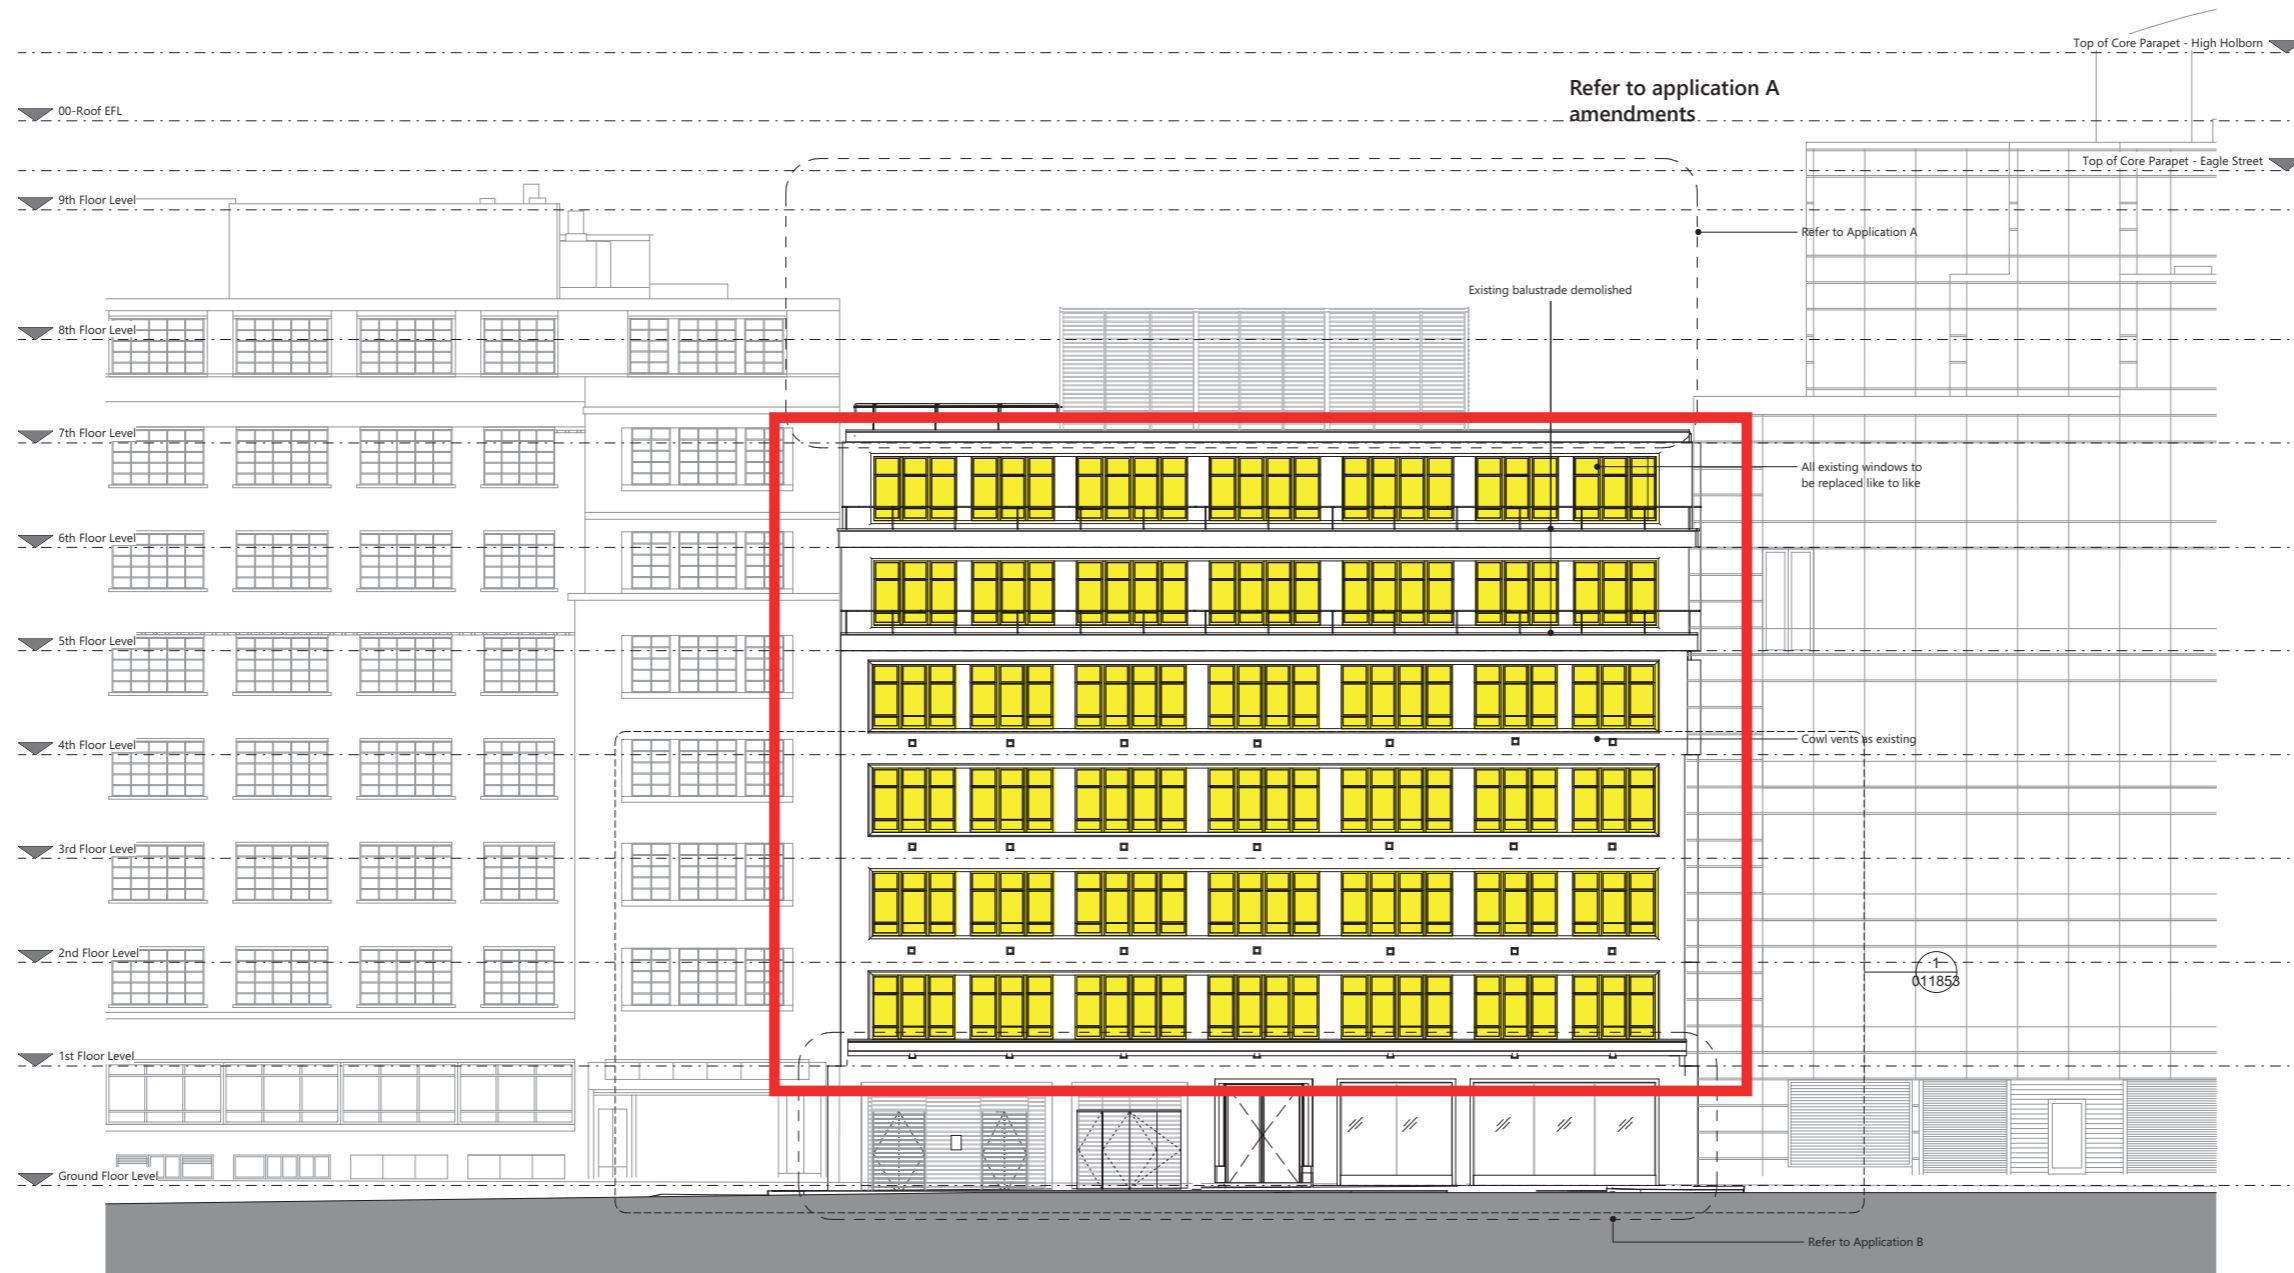 Top of Core Parapet - High Holborn
Refer to application A
amendments
00-Roof EFL
Top of Core Parapet - Eagle Street
9th Floor Level
Refer to Application A
Existing balustrade demolished
8th Floor Level
7th Floor Level
All existing windows to
be replaced like to like
6th Floor Level
5th Floor Level
4th Floor Level
Cowl vents as existing
3rd Floor Level
2nd Floor Level
1
011853
1st Floor Level
Ground Floor Level
Refer to Application B